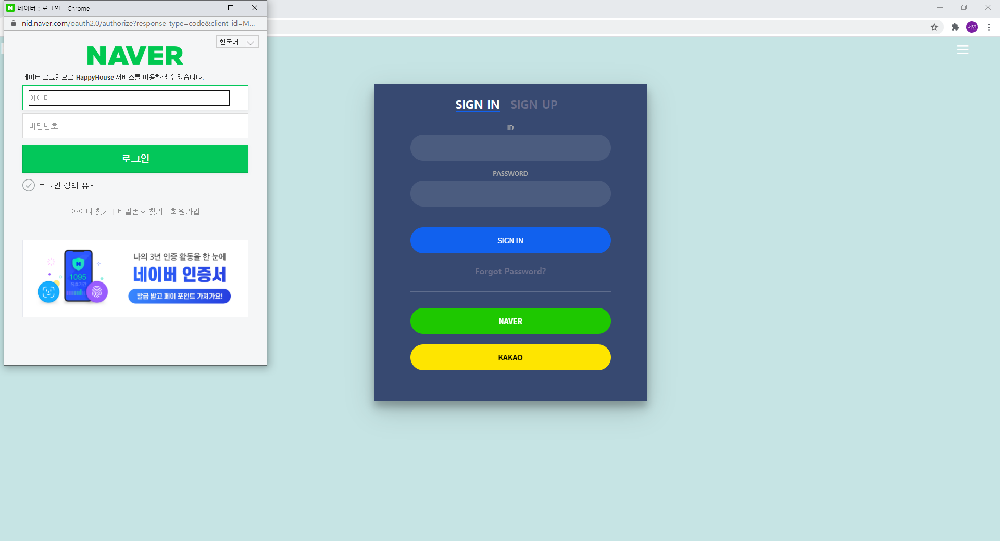 네이버 : 로그인 - Chrome
nid.naver.com/oauth2.0/authorize?response_type=code&client_id=M...
한국어
NAVER
네이버 로그인으로 HappyHouse 서비스를 이용하실 수 있습니다.
아이디
비밀번호
로그인
로그인 상태 유지
아이디 찾기 | 비밀번호 찾기 | 회원가입
N
1095
유효기간
나의 3년 인증 활동을 한 눈에
네이버 인증서
발급 받고 페이 포인트 가져가요!
서연
SIGN IN SIGN UP
ID
PASSWORD
SIGN IN
Forgot Password?
NAVER
KAKAO